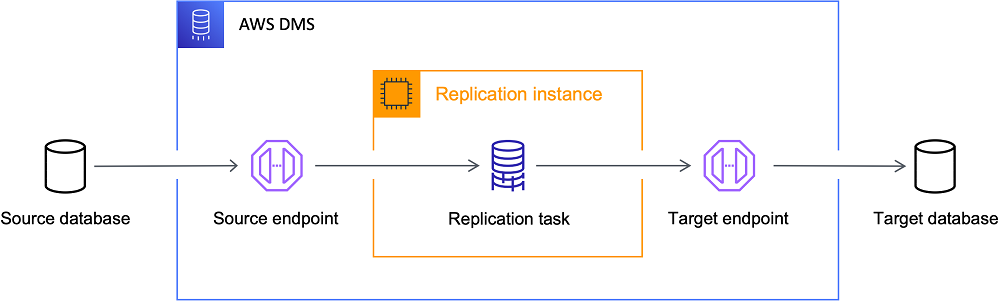 AWS DMS
Replication instance
Source database
Source endpoint
Replication task
Target endpoint
Target database